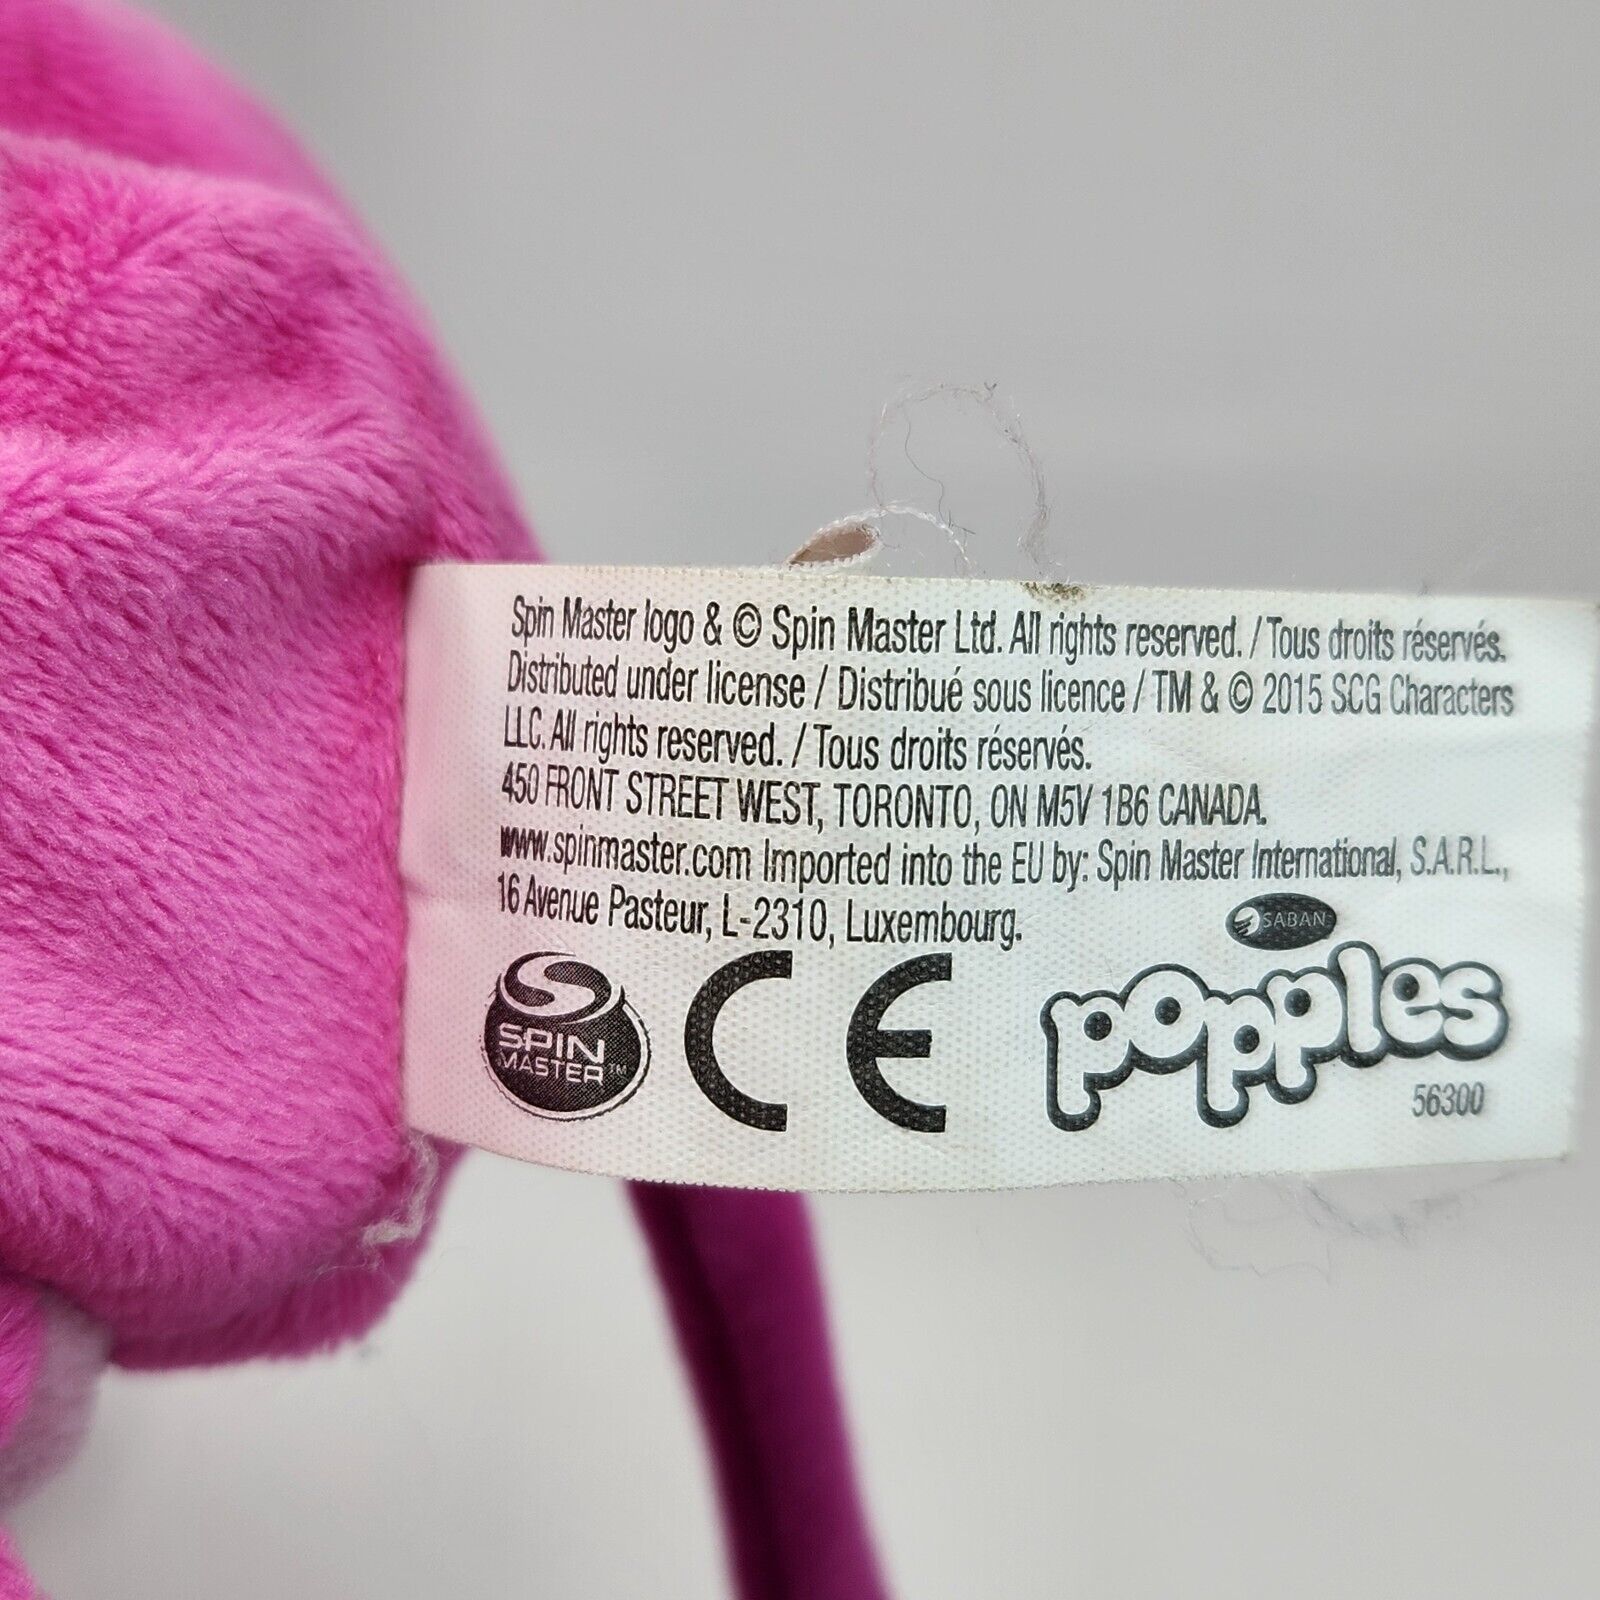 Spin Master logo & © Spin Master Ltd. All rights reserved. / Tous droits réservés.
Distributed under license / Distribué sous licence / TM & © 2015 SCG Characters
LLC. All rights reserved. / Tous droits réservés.
450 FRONT STREET WEST, TORONTO, ON M5V 1B6 CANADA.
www.spinmaster.com Imported into the EU by: Spin Master International, S.A.R.L.,
16 Avenue Pasteur, L-2310, Luxembourg.
SABAN
SPIN
MASTER™
CE
popples
56300